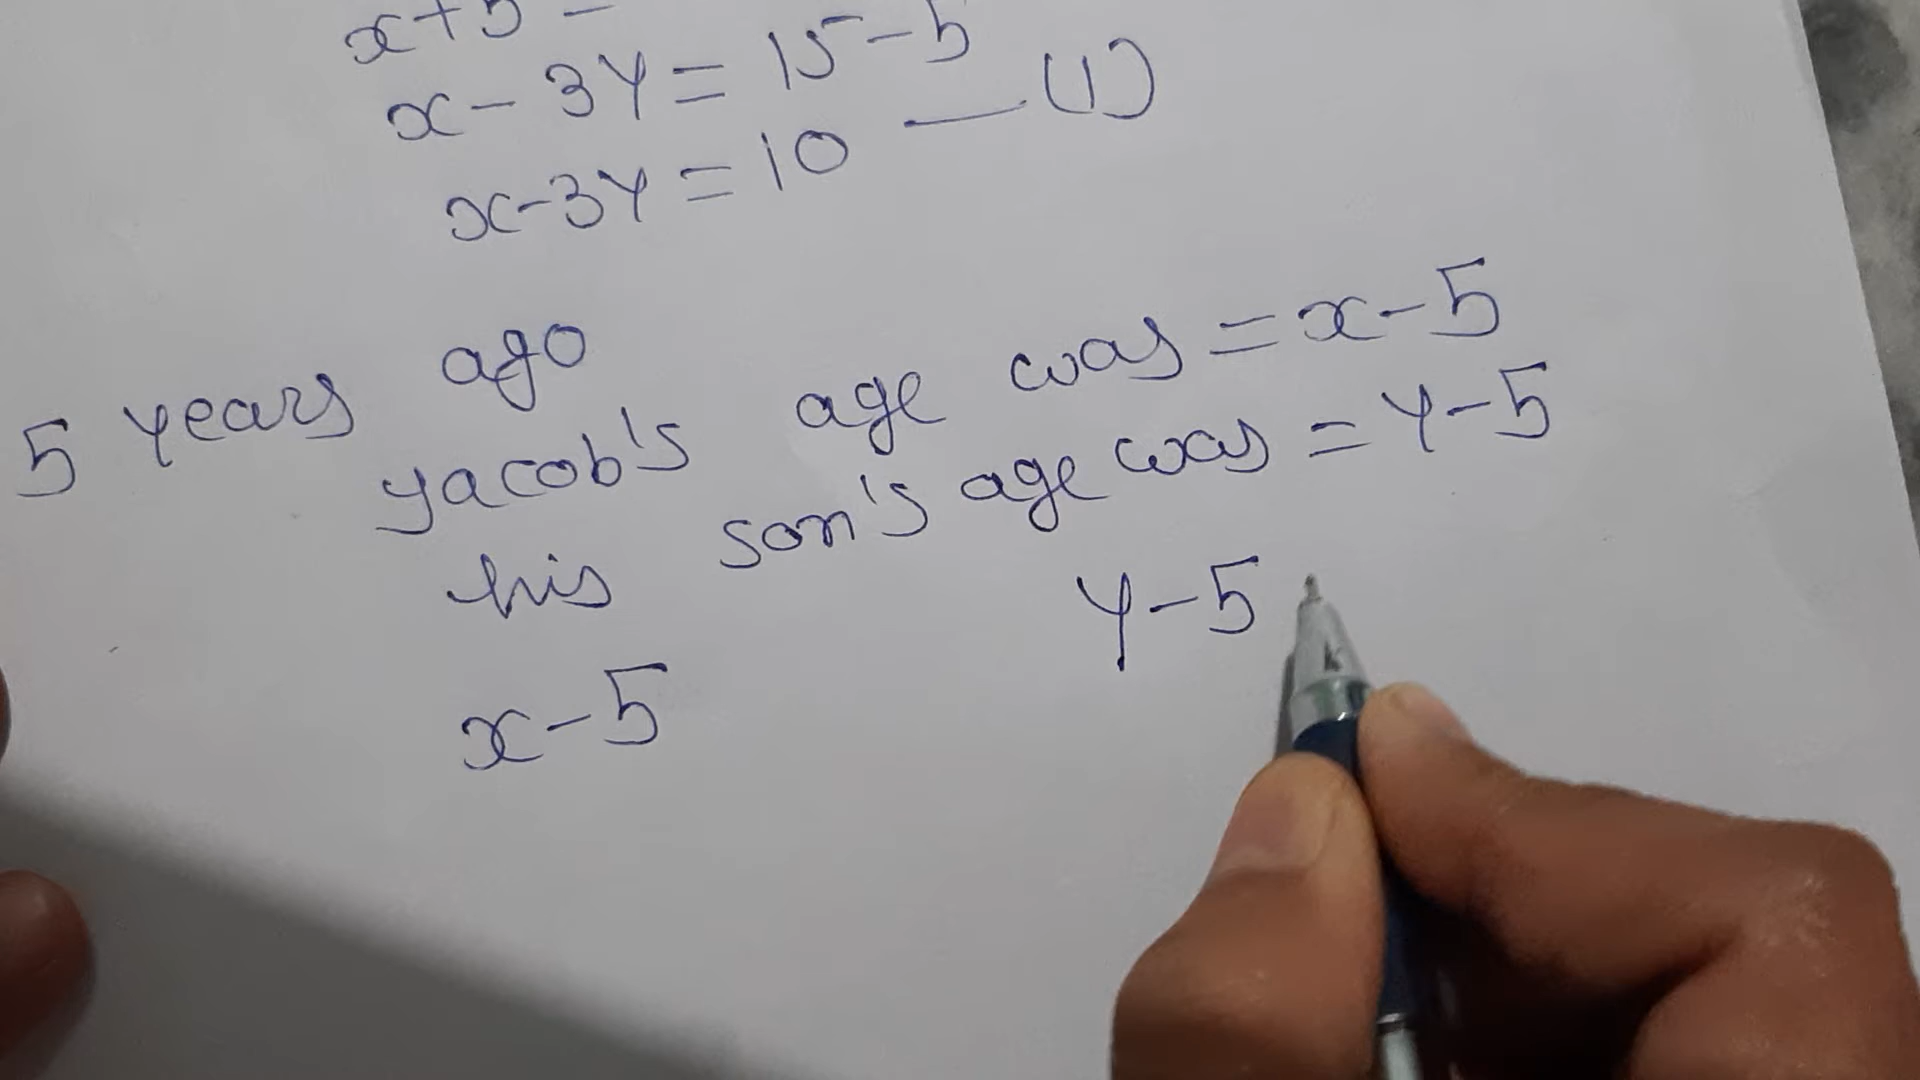 x+5 =
x - 3y = 15-5
x-3y = 10 — (1)
5 years ago
yacob's age was = x-5
his son's age was = y-5
x-5 y-5